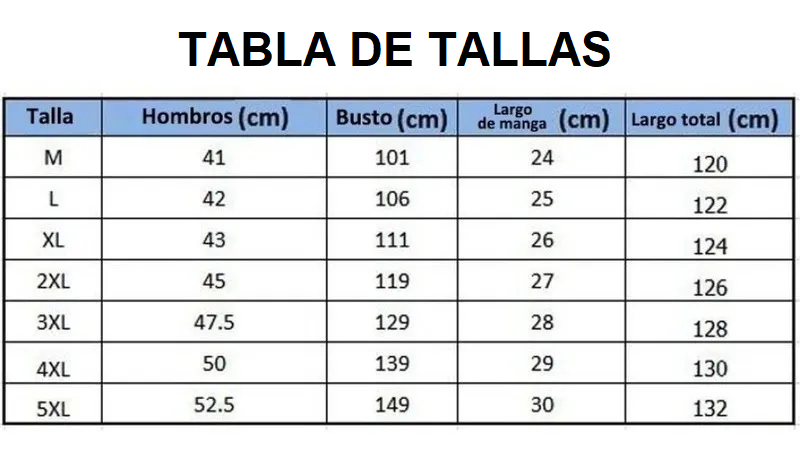 TABLA DE TALLAS
Talla Hombros (cm) Busto (cm) Largo de manga (cm) Largo total (cm)
M 41 101 24 120
L 42 106 25 122
XL 43 111 26 124
2XL 45 119 27 126
3XL 47.5 129 28 128
4XL 50 139 29 130
5XL 52.5 149 30 132